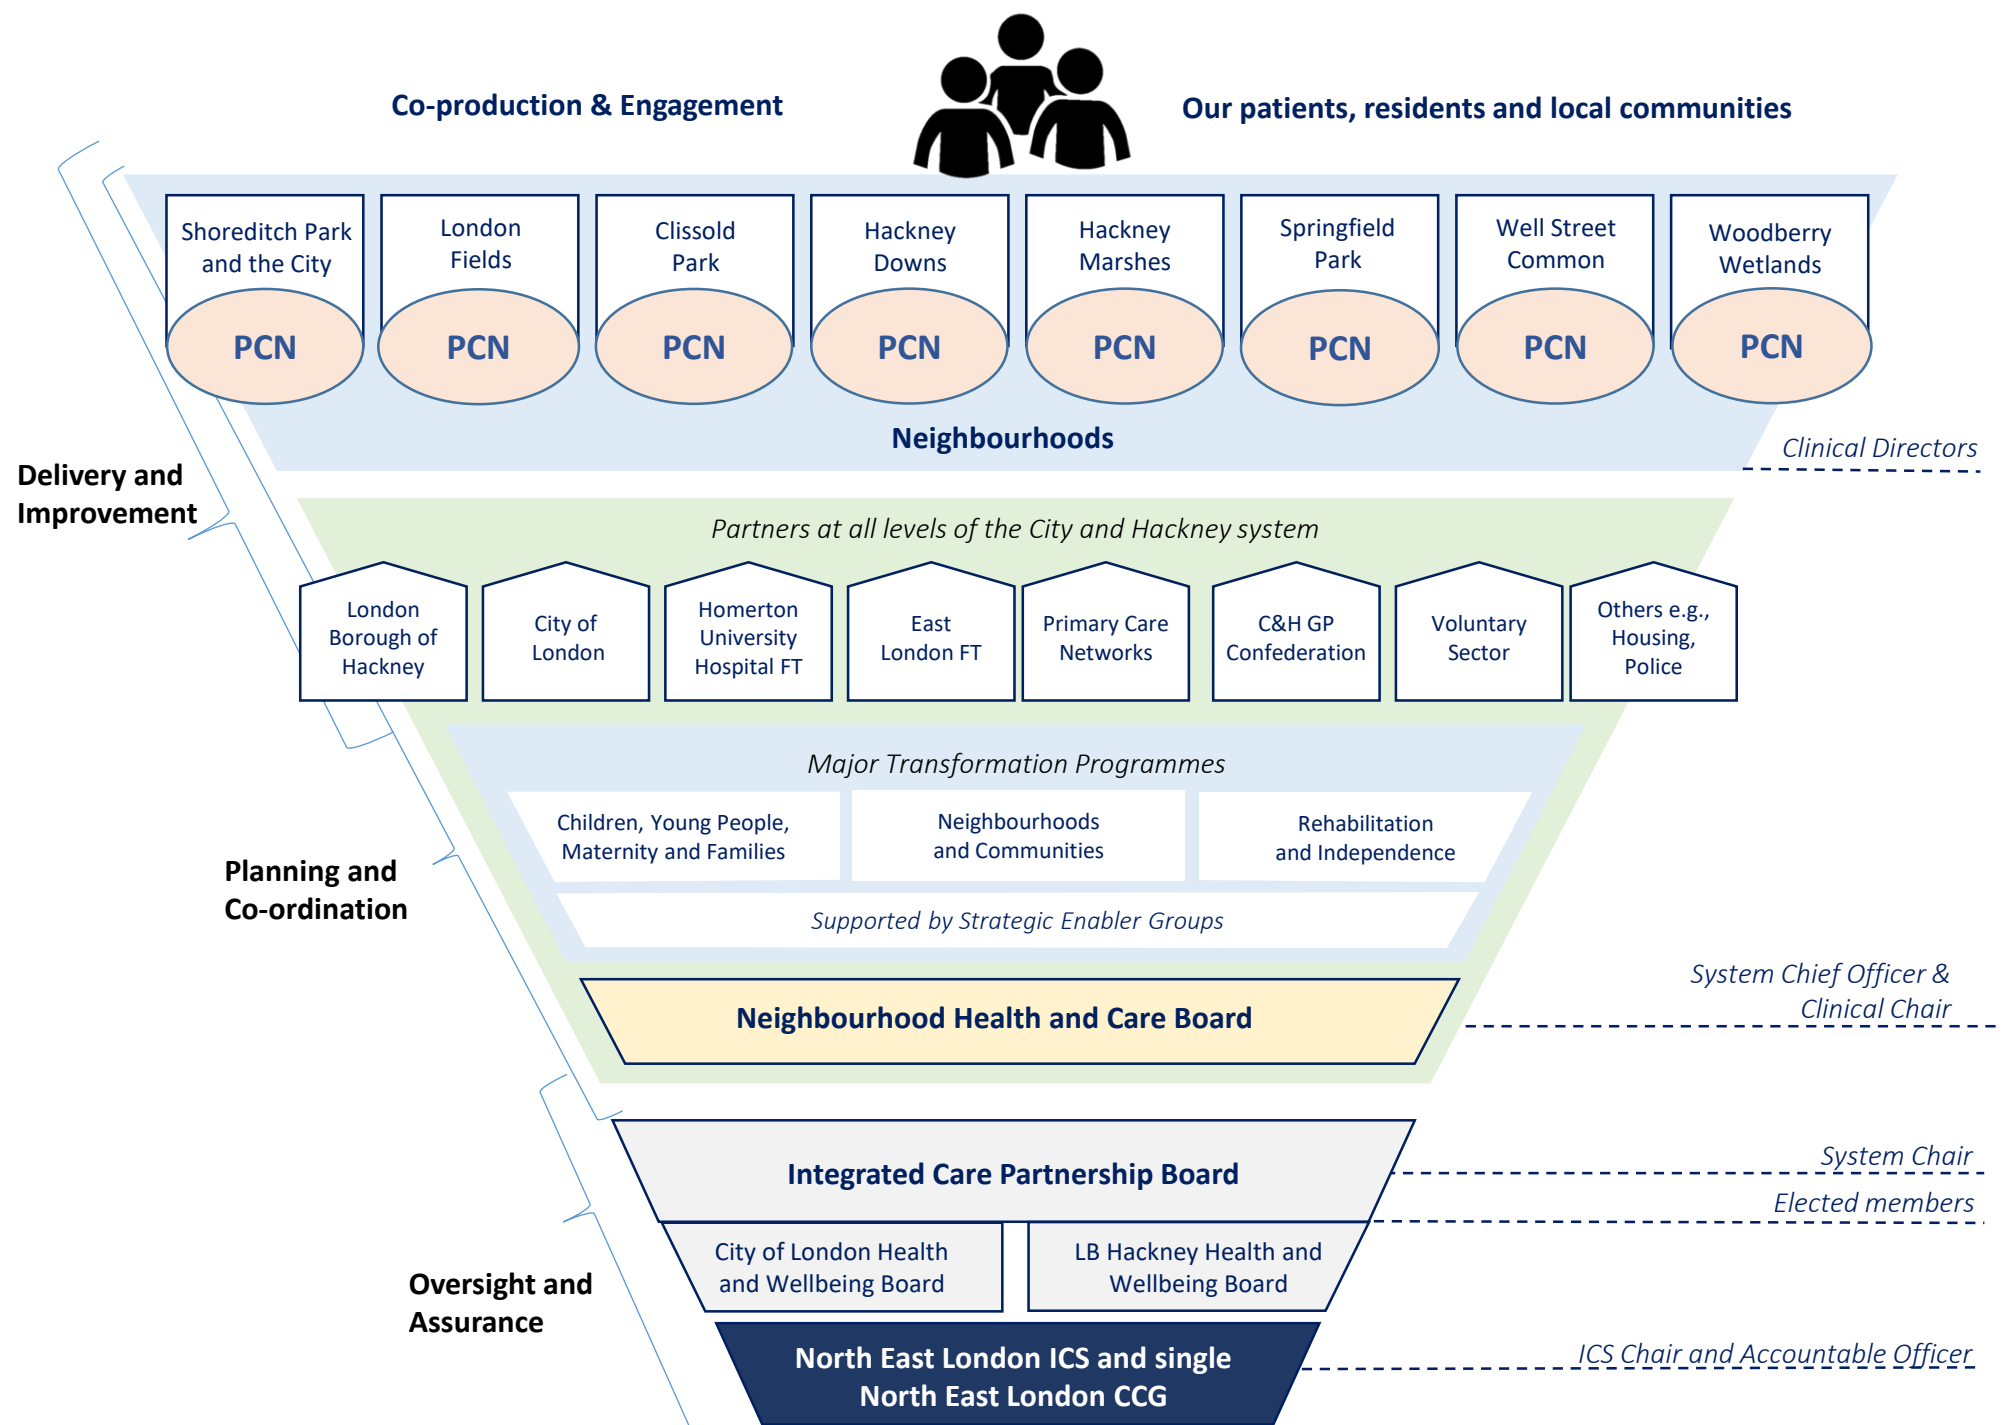 Co-production & Engagement
Our patients, residents and local communities
Shoreditch Park
and the City
PCN
London
Fields
PCN
Clissold
Park
PCN
Hackney
Downs
PCN
Hackney
Marshes
PCN
Springfield
Park
PCN
Well Street
Common
PCN
Woodberry
Wetlands
PCN
Neighbourhoods
Clinical Directors
Delivery and
Improvement
Partners at all levels of the City and Hackney system
London
Borough of
Hackney
City of
London
Homerton
University
Hospital FT
East
London FT
Primary Care
Networks
C&H GP
Confederation
Voluntary
Sector
Others e.g.,
Housing,
Police
Major Transformation Programmes
Children, Young People,
Maternity and Families
Neighbourhoods
and Communities
Rehabilitation
and Independence
Planning and
Co-ordination
Supported by Strategic Enabler Groups
System Chief Officer &
Clinical Chair
Neighbourhood Health and Care Board
Integrated Care Partnership Board
System Chair
Elected members
City of London Health
and Wellbeing Board
LB Hackney Health and
Wellbeing Board
Oversight and
Assurance
North East London ICS and single
North East London CCG
ICS Chair and Accountable Officer